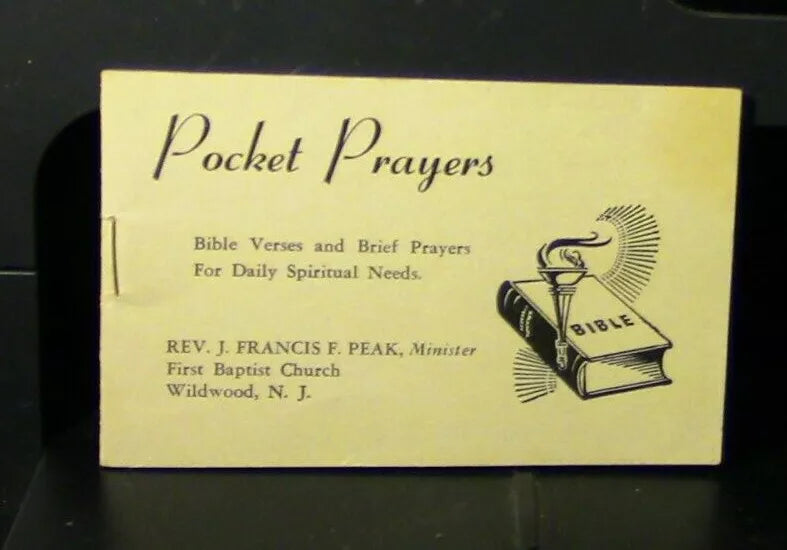 Pocket Prayers
Bible Verses and Brief Prayers
For Daily Spiritual Needs.
REV. J. FRANCIS F. PEAK, Minister
First Baptist Church
Wildwood, N. J.
BIBLE